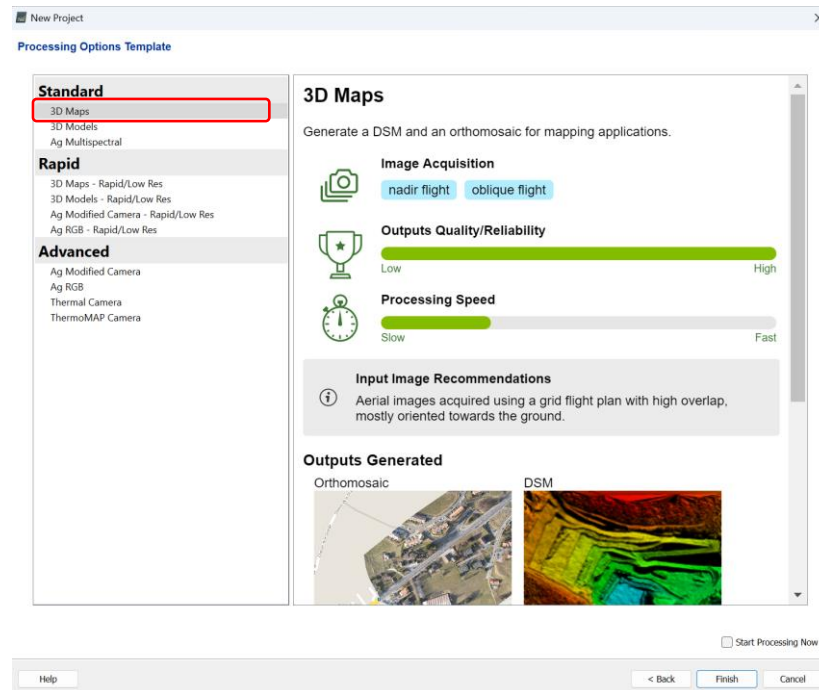 New Project
Processing Options Template
Standard
3D Maps
3D Models
Ag Multispectral
Rapid
3D Maps - Rapid/Low Res
3D Models - Rapid/Low Res
Ag Modified Camera - Rapid/Low Res
Ag RGB - Rapid/Low Res
Advanced
Ag Modified Camera
Ag RGB
Thermal Camera
ThermoMAP Camera
3D Maps
Generate a DSM and an orthomosaic for mapping applications.
Image Acquisition
nadir flight oblique flight
Outputs Quality/Reliability
Low High
Processing Speed
Slow Fast
Input Image Recommendations
Aerial images acquired using a grid flight plan with high overlap,
mostly oriented towards the ground.
Outputs Generated
Orthomosaic DSM
Start Processing Now
Help < Back Finish Cancel